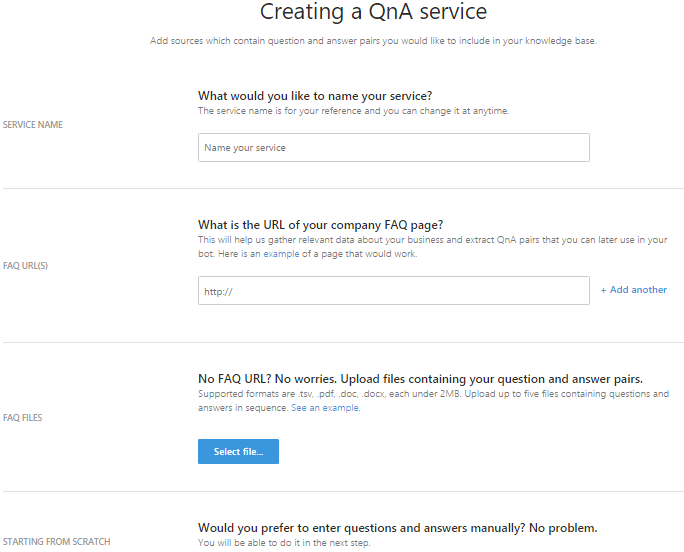 Creating a QnA service
Add sources which contain question and answer pairs you would like to include in your knowledge base.
What would you like to name your service?
The service name is for your reference and you can change it at anytime.
SERVICE NAME
Name your service
What is the URL of your company FAQ page?
This will help us gather relevant data about your business and extract QnA pairs that you can later use in your
bot. Here is an example of a page that would work.
FAQ URL(S)
http://
+ Add another
No FAQ URL? No worries. Upload files containing your question and answer pairs.
Supported formats are .tsv, .pdf, .doc, .docx, each under 2MB. Upload up to five files containing questions and
answers in sequence. See an example.
FAQ FILES
Select file...
Would you prefer to enter questions and answers manually? No problem.
STARTING FROM SCRATCH
You will be able to do it in the next step.